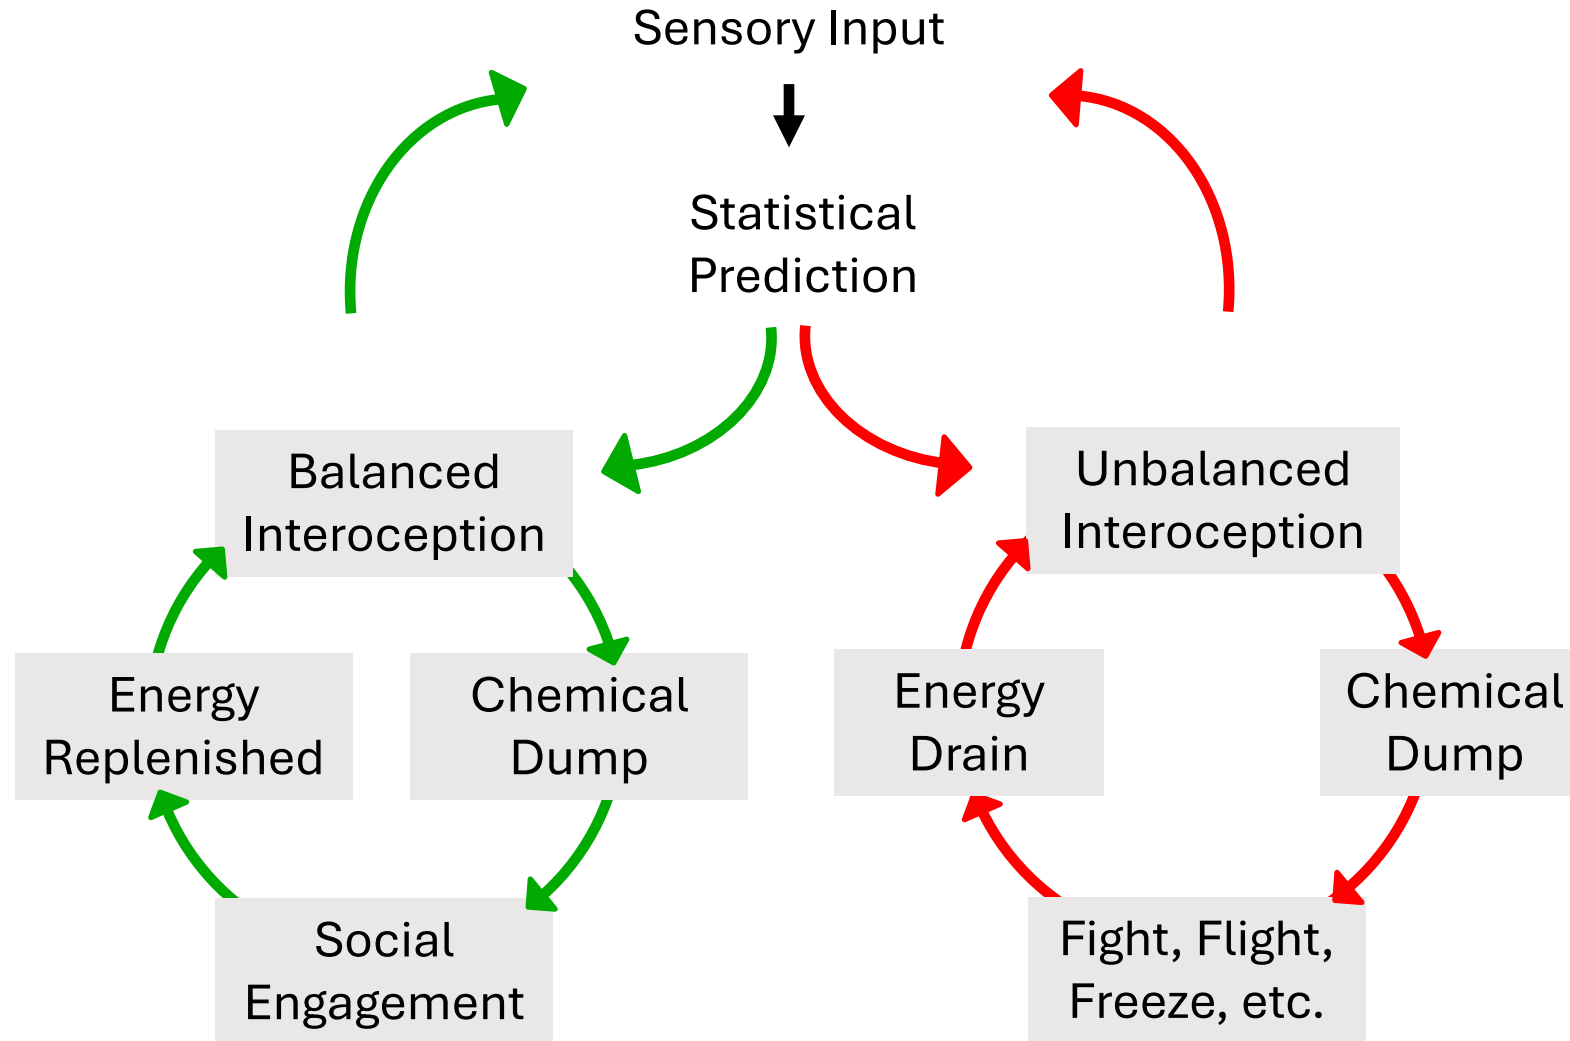 Sensory Input
Statistical
Prediction
Balanced
Interoception
Unbalanced
Interoception
Energy
Replenished
Chemical
Dump
Energy
Drain
Chemical
Dump
Social
Engagement
Fight, Flight,
Freeze, etc.